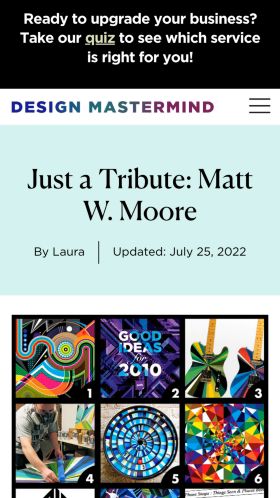 Ready to upgrade your business?
Take our quiz to see which service
is right for you!
DESIGN MASTERMIND
Just a Tribute: Matt
W. Moore
By Laura
Updated: July 25, 2022
GOOD
IDEAS
for
2010
1
2
3
4
5
6